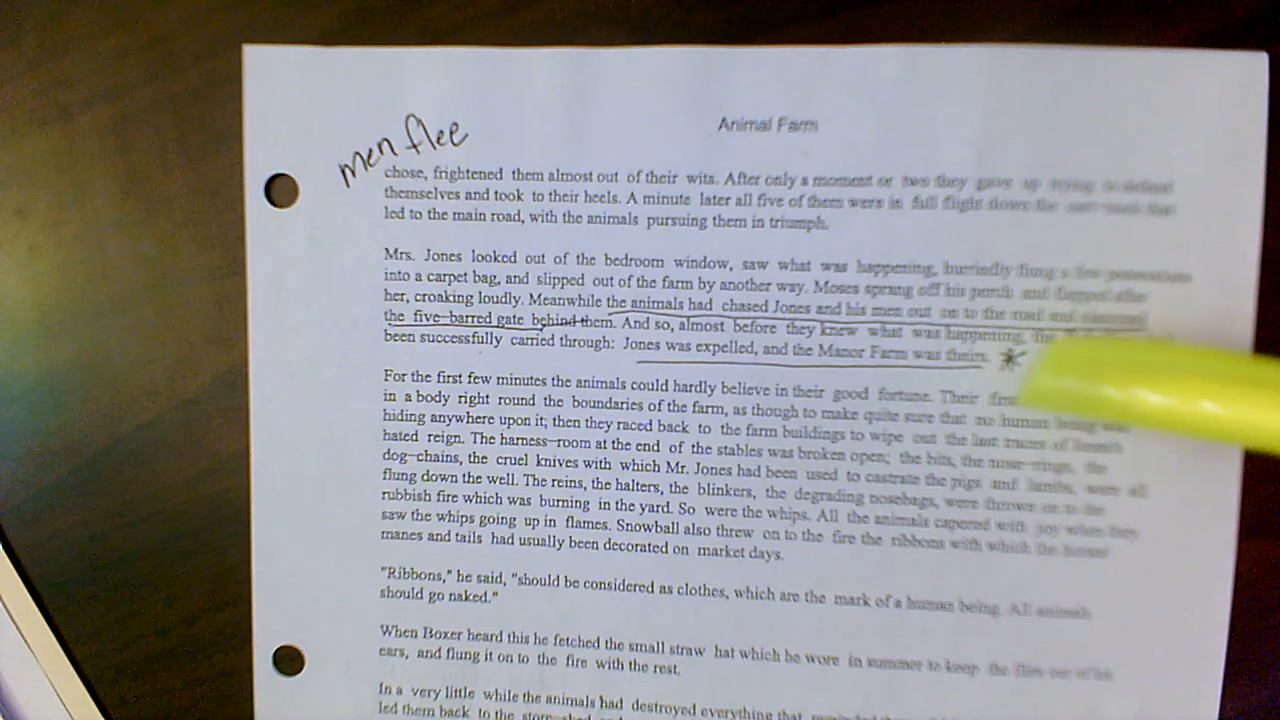 men flee
Animal Farm
chose, frightened them almost out of their wits. After only a moment or two they gave up trying to defend
themselves and took to their heels. A minute later all five of them were in full flight down the
led to the main road, with the animals pursuing them in triumph.
Mrs. Jones looked out of the bedroom window, saw what was happening, hurriedly flung a few possessions
into a carpet bag, and slipped out of the farm by another way. Moses sprang off his perch and flapped after
her, croaking loudly. Meanwhile the animals had chased Jones and his men out on to the road and slammed
the five-barred gate behind them. And so, almost before they knew what was happening, the
been successfully carried through: Jones was expelled, and the Manor Farm was theirs.
For the first few minutes the animals could hardly believe in their good fortune. Their
in a body right round the boundaries of the farm, as though to make quite sure that no human being was
hiding anywhere upon it; then they raced back to the farm buildings to wipe out the last traces of Jones's
hated reign. The harness-room at the end of the stables was broken open; the bits, the nose-rings, the
dog-chains, the cruel knives with which Mr. Jones had been used to castrate the pigs and lambs, were all
flung down the well. The reins, the halters, the blinkers, the degrading nosebags, were thrown on to the
rubbish fire which was burning in the yard. So were the whips. All the animals capered with joy when they
saw the whips going up in flames. Snowball also threw on to the fire the ribbons with which the horses'
manes and tails had usually been decorated on market days.
"Ribbons," he said, "should be considered as clothes, which are the mark of a human being. All animals
should go naked."
When Boxer heard this he fetched the small straw hat which he wore in summer to keep the flies out of his
ears, and flung it on to the fire with the rest.
In a very little while the animals had destroyed everything that
led them back to the